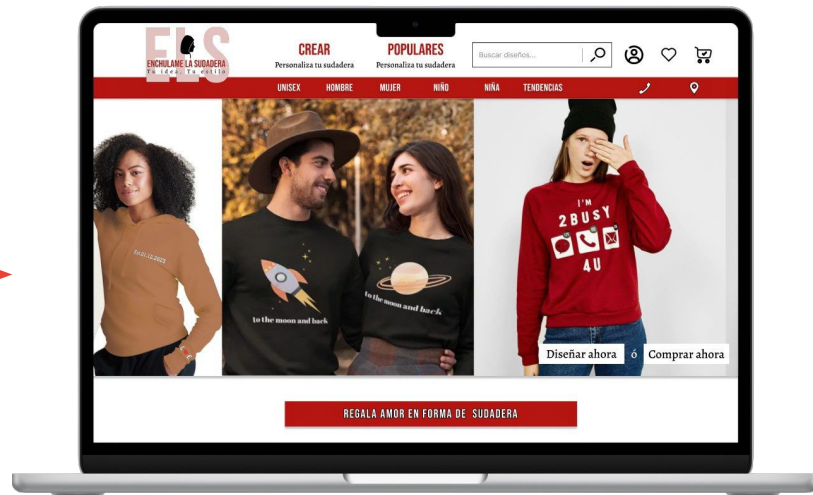 ELS
ENCHULAME LA SUDADERA
Tu idea, Tu estilo
CREAR
Personaliza tu sudadera
POPULARES
Personaliza tu sudadera
Buscar diseños...
UNISEX HOMBRE MUJER NIÑO NIÑA TENDENCIAS
to the moon and back
to the moon and back
I'M
2BUSY
4U
Diseñar ahora ó Comprar ahora
REGALA AMOR EN FORMA DE SUDADERA